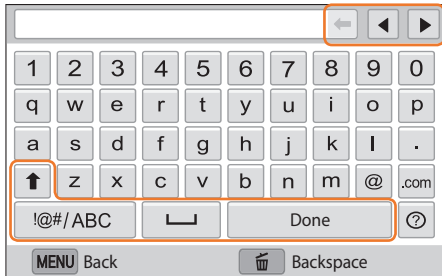 1 2 3 4 5 6 7 8 9 0
q w e r t y u i o p
a s d f g h j k l .
z x c v b n m @ .com
!@#/ABC Done ?
MENU Back Backspace